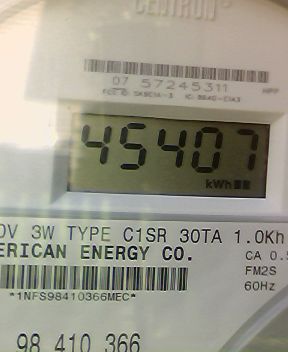 CENTRON
07 57245311
45407
kWh
0V 3W TYPE C1SR 30TA 1.0Kh
ERICAN ENERGY CO. CA 0.5
FM2S
*1NFS98410366MEC* 60Hz
98 410 366